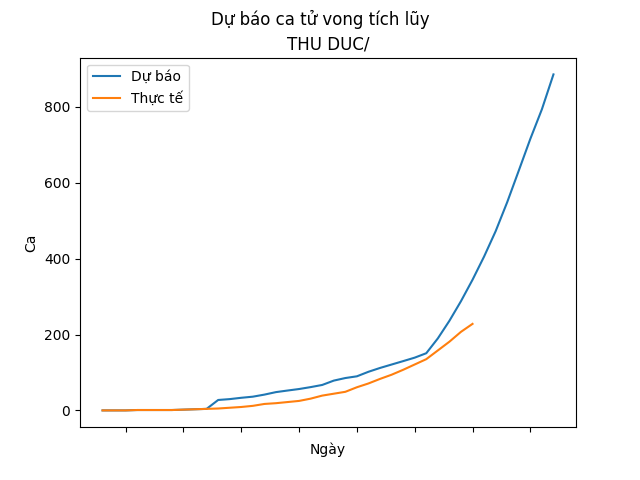 Dự báo ca tử vong tích lũy
THU DUC/
Dự báo
Thực tế
800
600
400
200
0
Ca
Ngày